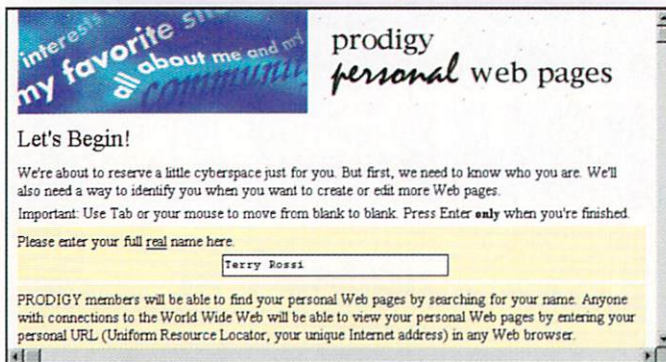 interests
my favorite
all about me and my
prodigy
personal web pages
Let's Begin!
We're about to reserve a little cyberspace just for you. But first, we need to know who you are. We'll
also need a way to identify you when you want to create or edit more Web pages.
Important: Use Tab or your mouse to move from blank to blank. Press Enter only when you're finished.
Please enter your full real name here.
Terry Rossi
PRODIGY members will be able to find your personal Web pages by searching for your name. Anyone
with connections to the World Wide Web will be able to view your personal Web pages by entering your
personal URL (Uniform Resource Locator, your unique Internet address) in any Web browser.